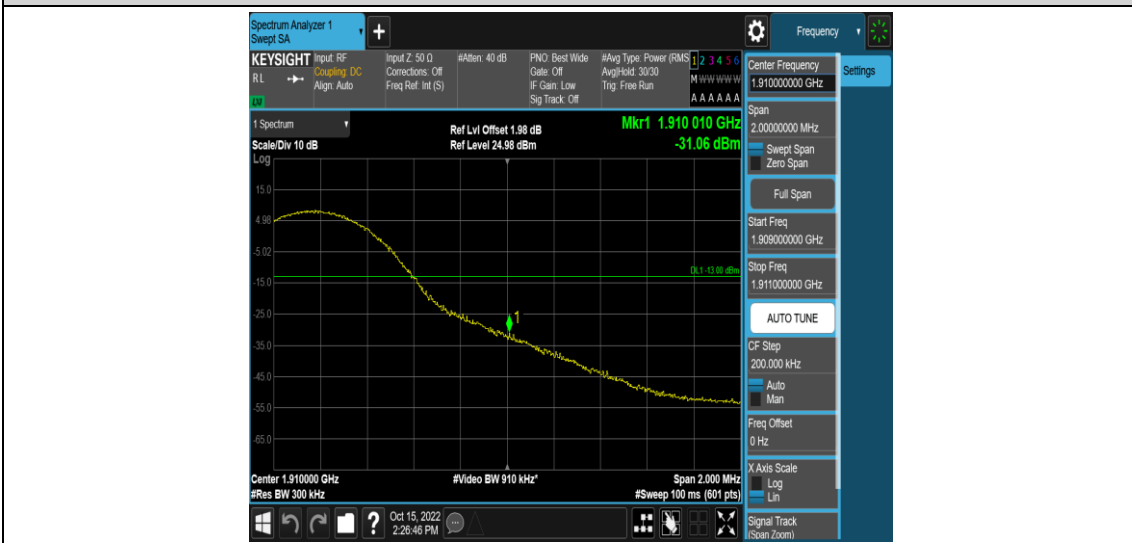 Spectrum Analyzer 1
Swept SA
+
Frequency
KEYSIGHT
RL
LXI
Input: RF
Coupling: DC
Align: Auto
Input Z: 50 Ω
Corrections: Off
Freq Ref: Int (S)
#Atten: 40 dB
PNO: Best Wide
Gate: Off
IF Gain: Low
Sig Track: Off
#Avg Type: Power (RMS
Avg|Hold: 30/30
Trig: Free Run
1 2 3 4 5 6
M W W W W W
A A A A A A
1 Spectrum
Scale/Div 10 dB
Log
Ref Lvl Offset 1.98 dB
Ref Level 24.98 dBm
Mkr1 1.910 010 GHz
-31.06 dBm
15.0
4.98
-5.02
DL1 -13.00 dBm
-15.0
-25.0
1
-35.0
-45.0
-55.0
-65.0
Center 1.910000 GHz
#Video BW 910 kHz*
Span 2.000 MHz
#Res BW 300 kHz
#Sweep 100 ms (601 pts)
Center Frequency
1.910000000 GHz
Settings
Span
2.00000000 MHz
Swept Span
Zero Span
Full Span
Start Freq
1.909000000 GHz
Stop Freq
1.911000000 GHz
AUTO TUNE
CF Step
200.000 kHz
Auto
Man
Freq Offset
0 Hz
X Axis Scale
Log
Lin
Signal Track
(Span Zoom)
?
Oct 15, 2022
2:26:46 PM